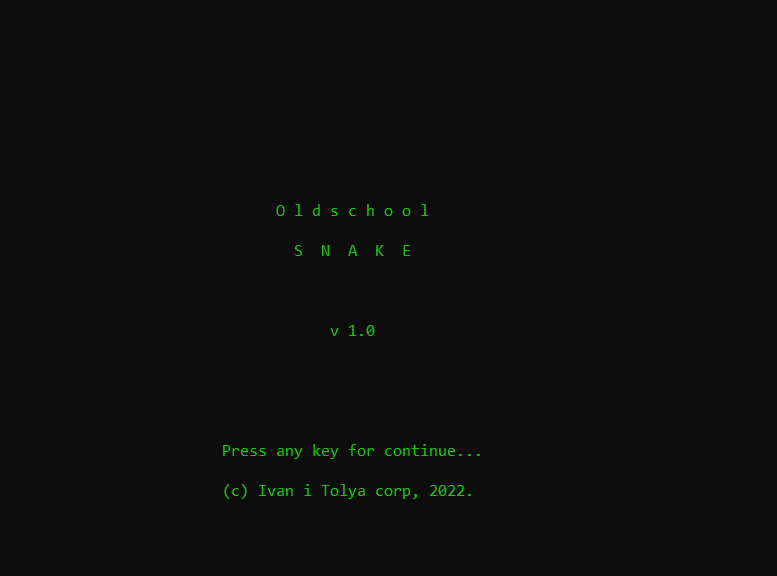 O l d s c h o o l
S N A K E
v 1.0
Press any key for continue...
(c) Ivan i Tolya corp, 2022.